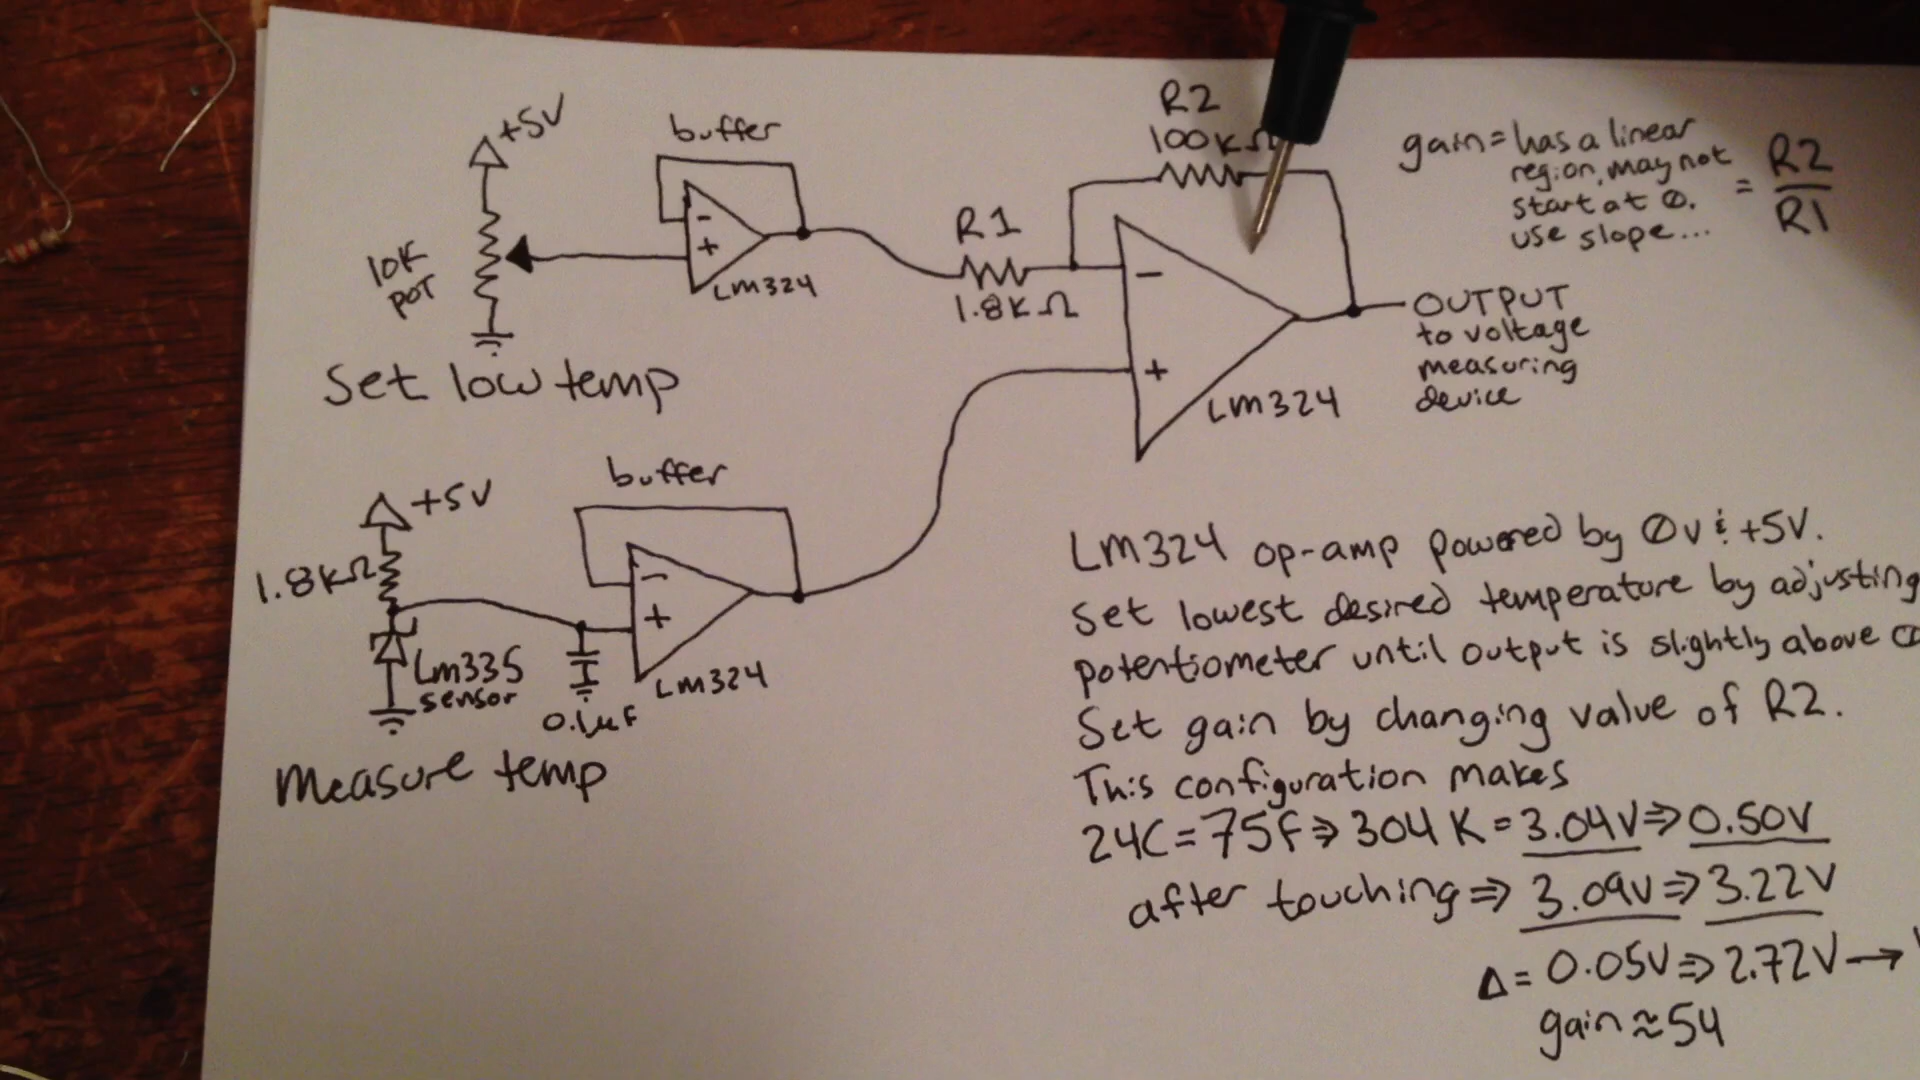 +5V
10K
POT
Set low temp
buffer
-
+
LM324
R1
1.8KΩ
R2
100KΩ
-
+
LM324
OUTPUT
to voltage
measuring
device
gain = has a linear
region, may not
start at 0.
use slope...
= R2
R1
+5V
1.8KΩ
LM335
sensor
0.1µF
buffer
-
+
LM324
Measure temp
LM324 op-amp powered by 0V & +5V.
Set lowest desired temperature by adjusting
potentiometer until output is slightly above
Set gain by changing value of R2.
This configuration makes
24C = 75F ⇒ 304 K = 3.04V ⇒ 0.50V
after touching ⇒ 3.09V ⇒ 3.22V
Δ = 0.05V ⇒ 2.72V →
gain ≈ 54